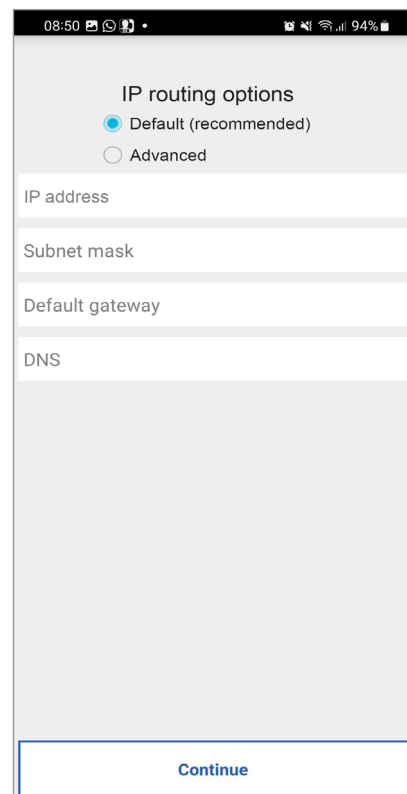 08:50
94%
IP routing options
Default (recommended)
Advanced
IP address
Subnet mask
Default gateway
DNS
Continue